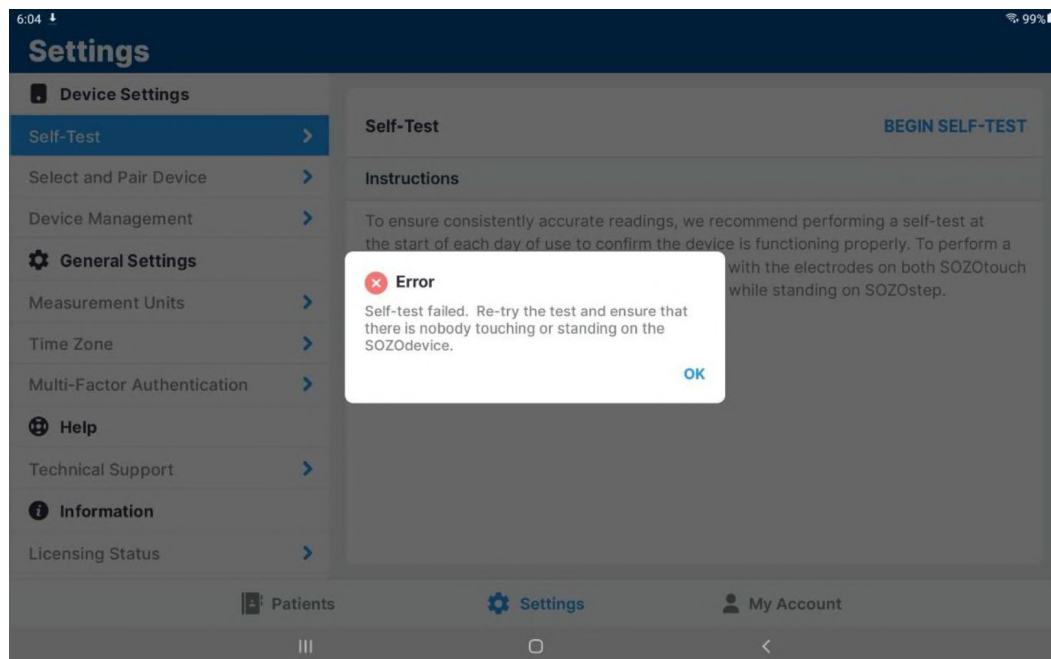 6:04
99%
Settings
Device Settings
Self-Test
Select and Pair Device
Device Management
General Settings
Measurement Units
Time Zone
Multi-Factor Authentication
Help
Technical Support
Information
Licensing Status
Self-Test
BEGIN SELF-TEST
Instructions
To ensure consistently accurate readings, we recommend performing a self-test at
the start of each day of use to confirm the device is functioning properly. To perform a
with the electrodes on both SOZOtouch
while standing on SOZOstep.
Error
Self-test failed. Re-try the test and ensure that
there is nobody touching or standing on the
SOZOdevice.
OK
Patients
Settings
My Account